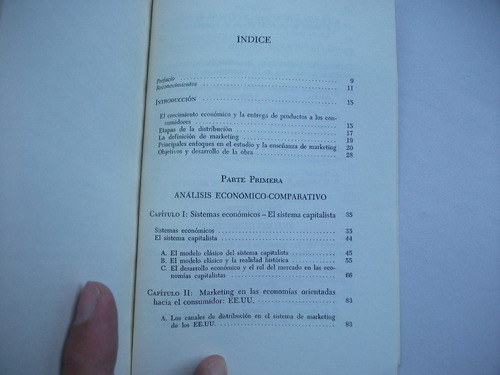 INDICE
Prefacio 9
Reconocimientos 11
INTRODUCCIÓN 15
El crecimiento económico y la entrega de productos a los con-
sumidores 15
Etapas de la distribución 17
La definición de marketing 19
Principales enfoques en el estudio y la enseñanza de marketing 20
Objetivos y desarrollo de la obra 28
PARTE PRIMERA
ANÁLISIS ECONÓMICO-COMPARATIVO
CAPÍTULO I: Sistemas económicos – El sistema capitalista 35
Sistemas económicos 35
El sistema capitalista 44
A. El modelo clásico del sistema capitalista 45
B. El modelo clásico y la realidad histórica 55
C. El desarrollo económico y el rol del mercado en las eco-
nomías capitalistas 66
CAPÍTULO II: Marketing en las economías orientadas
hacia el consumidor: EE.UU. 83
A. Los canales de distribución en el sistema de marketing
de los EE.UU. 83